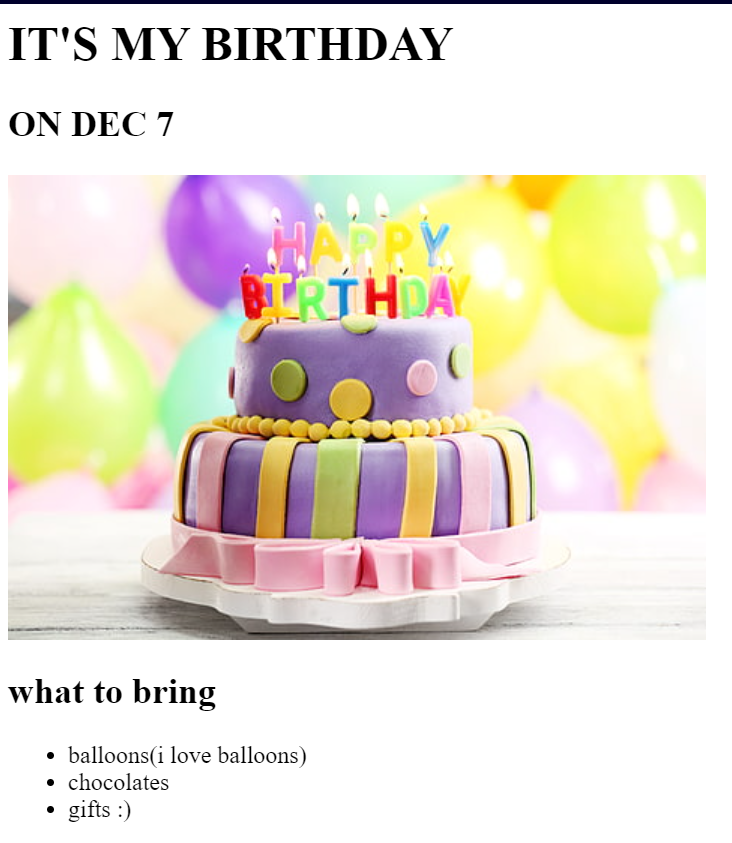 IT'S MY BIRTHDAY
ON DEC 7
HAPPY
BIRTHDAY
what to bring
balloons(i love balloons)
chocolates
gifts :)